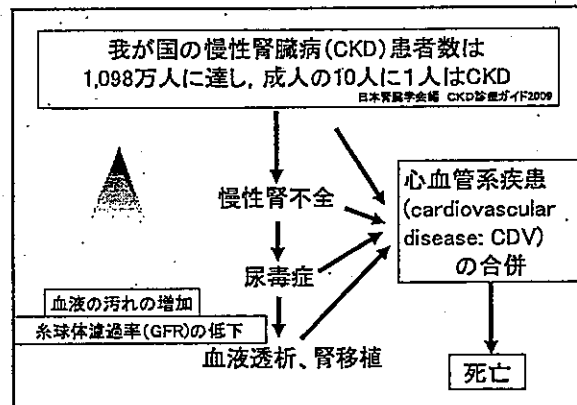 我が国の慢性腎臓病(CKD)患者数は
1,098万人に達し，成人の10人に1人はCKD
日本腎臓学会編 CKD診療ガイド2009
慢性腎不全
尿毒症
血液透析、腎移植
心血管系疾患
(cardiovascular
disease: CDV)
の合併
死亡
血液の汚れの増加
糸球体濾過率(GFR)の低下